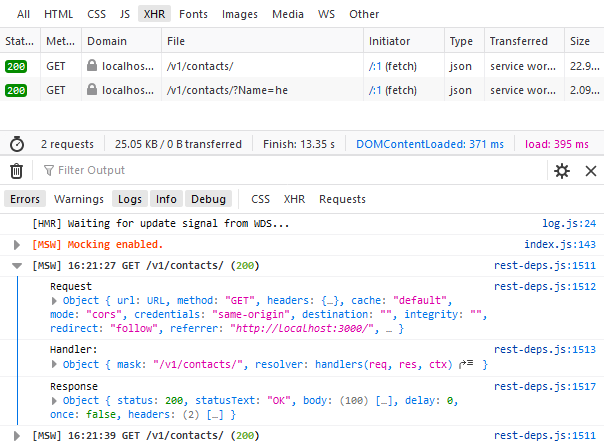 All HTML CSS JS XHR Fonts Images Media WS Other
Stat... Met... Domain File Initiator Type Transferred Size
200 GET localhos... /v1/contacts/ /:1 (fetch) json service wor... 22.9...
200 GET localhos... /v1/contacts/?Name=he /:1 (fetch) json service wor... 2.09...
2 requests 25.05 KB / 0 B transferred Finish: 13.35 s DOMContentLoaded: 371 ms load: 395 ms
Filter Output
Errors Warnings Logs Info Debug CSS XHR Requests
[HMR] Waiting for update signal from WDS... log.js:24
[MSW] Mocking enabled. index.js:143
[MSW] 16:21:27 GET /v1/contacts/ (200) rest-deps.js:1511
Request rest-deps.js:1512
Object { url: URL, method: "GET", headers: {…}, cache: "default",
mode: "cors", credentials: "same-origin", destination: "", integrity: "",
redirect: "follow", referrer: "http://localhost:3000/", … }
Handler: rest-deps.js:1513
Object { mask: "/v1/contacts/", resolver: handlers(req, res, ctx) }
Response rest-deps.js:1517
Object { status: 200, statusText: "OK", body: (100) […], delay: 0,
once: false, headers: (2) […] }
[MSW] 16:21:39 GET /v1/contacts/ (200) rest-deps.js:1511